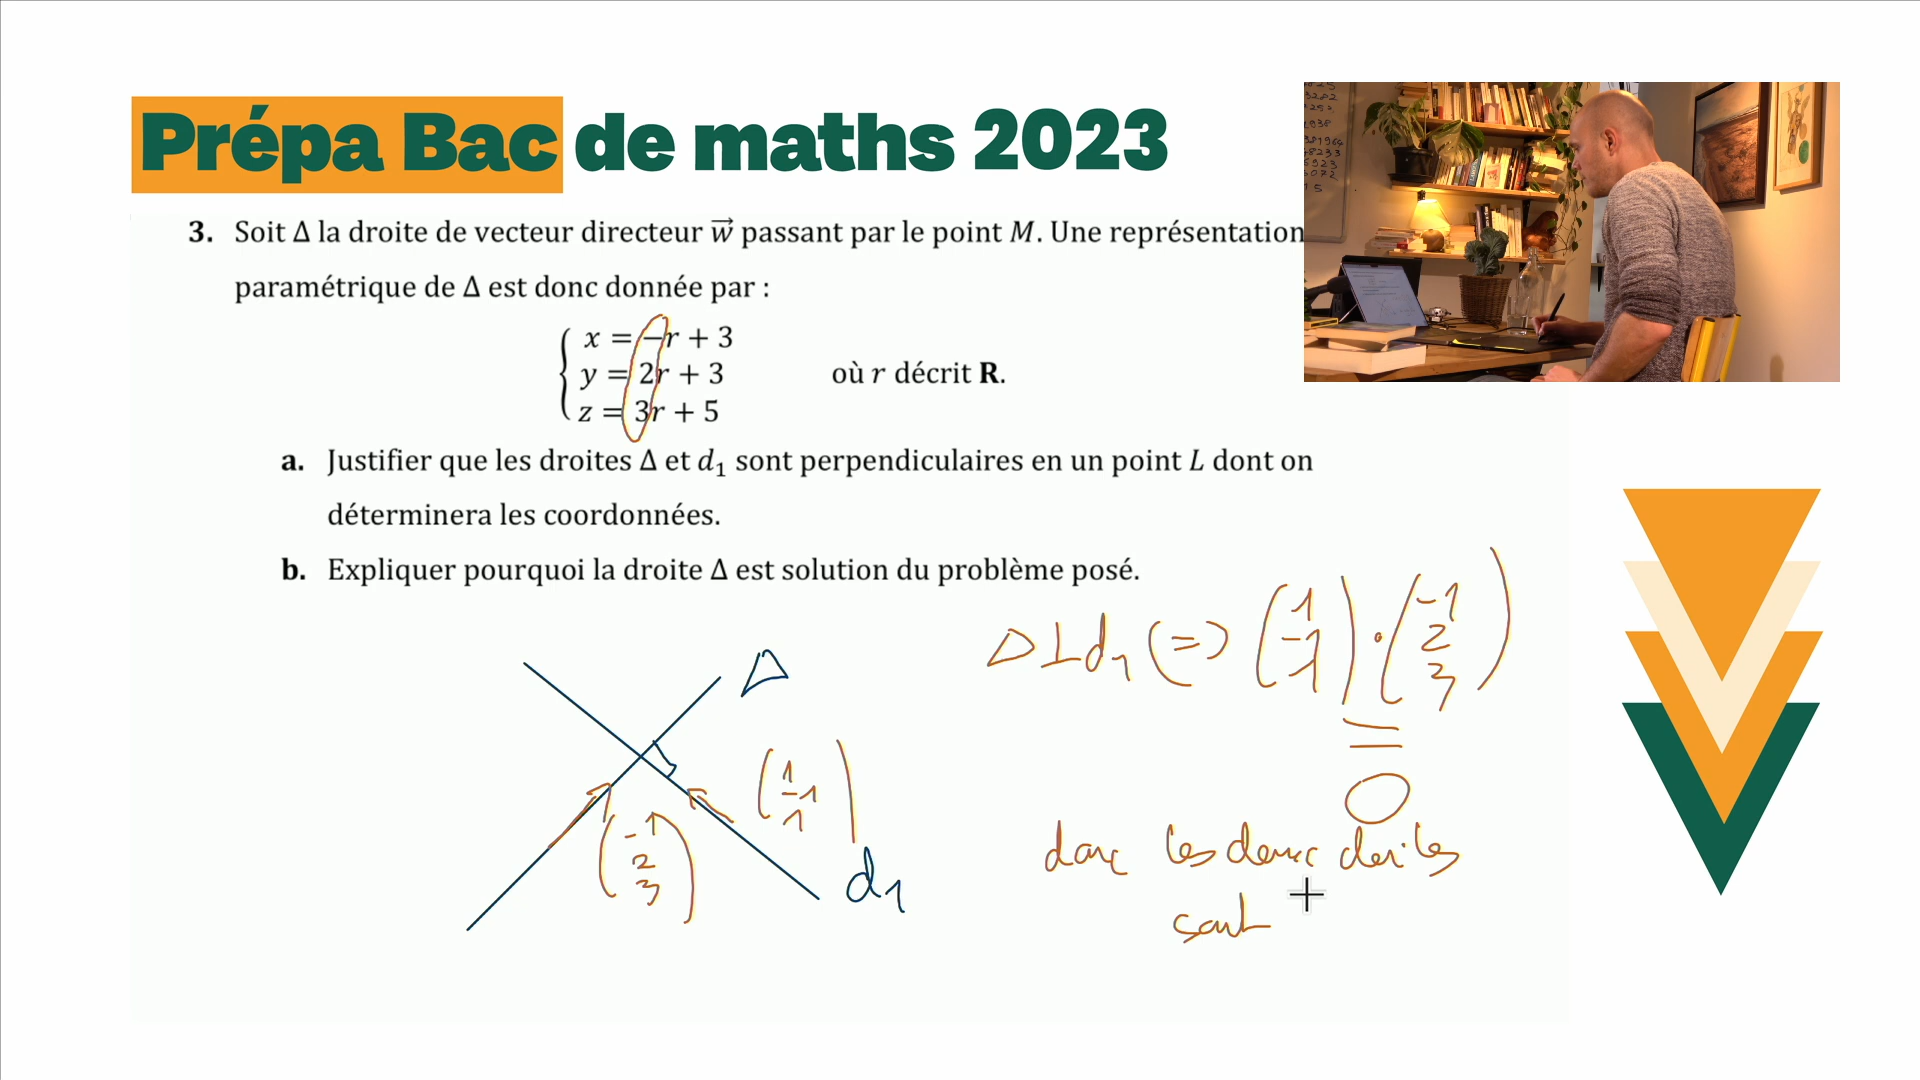 Prépa Bac de maths 2023
3. Soit Δ la droite de vecteur directeur w⃗ passant par le point M. Une représentation
paramétrique de Δ est donc donnée par :
x = −r + 3
y = 2r + 3
z = 3r + 5
où r décrit R.
a. Justifier que les droites Δ et d₁ sont perpendiculaires en un point L dont on
déterminera les coordonnées.
b. Expliquer pourquoi la droite Δ est solution du problème posé.
Δ ⊥ d₁ (=) (1 -1 1) · (-1 2 3)
=
0
donc les deux droites
sont
Δ
(1 -1 1)
(-1 2 3)
d₁